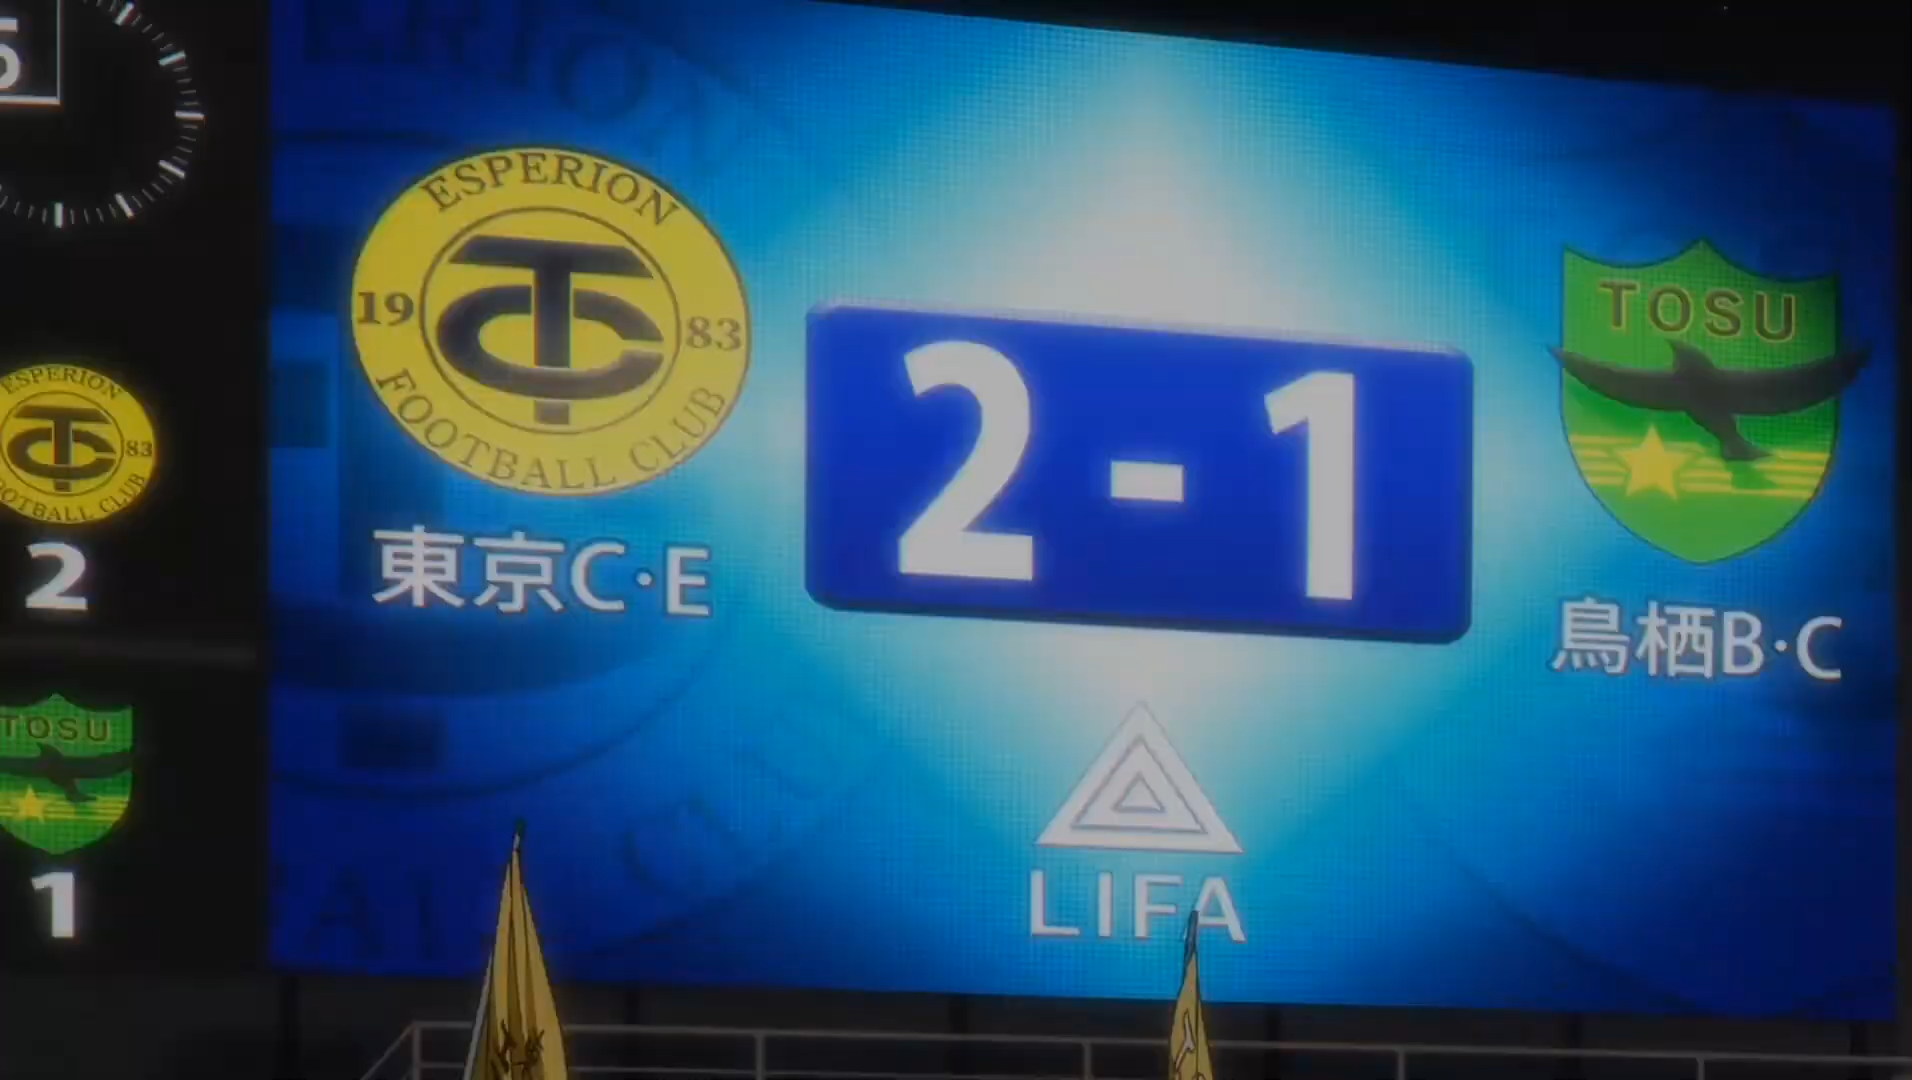 5
ESPERION
83
FOOTBALL CLUB
2
TOSU
1
ESPERION
19 83
FOOTBALL CLUB
東京C·E
2 - 1
TOSU
鳥栖B·C
LIFA